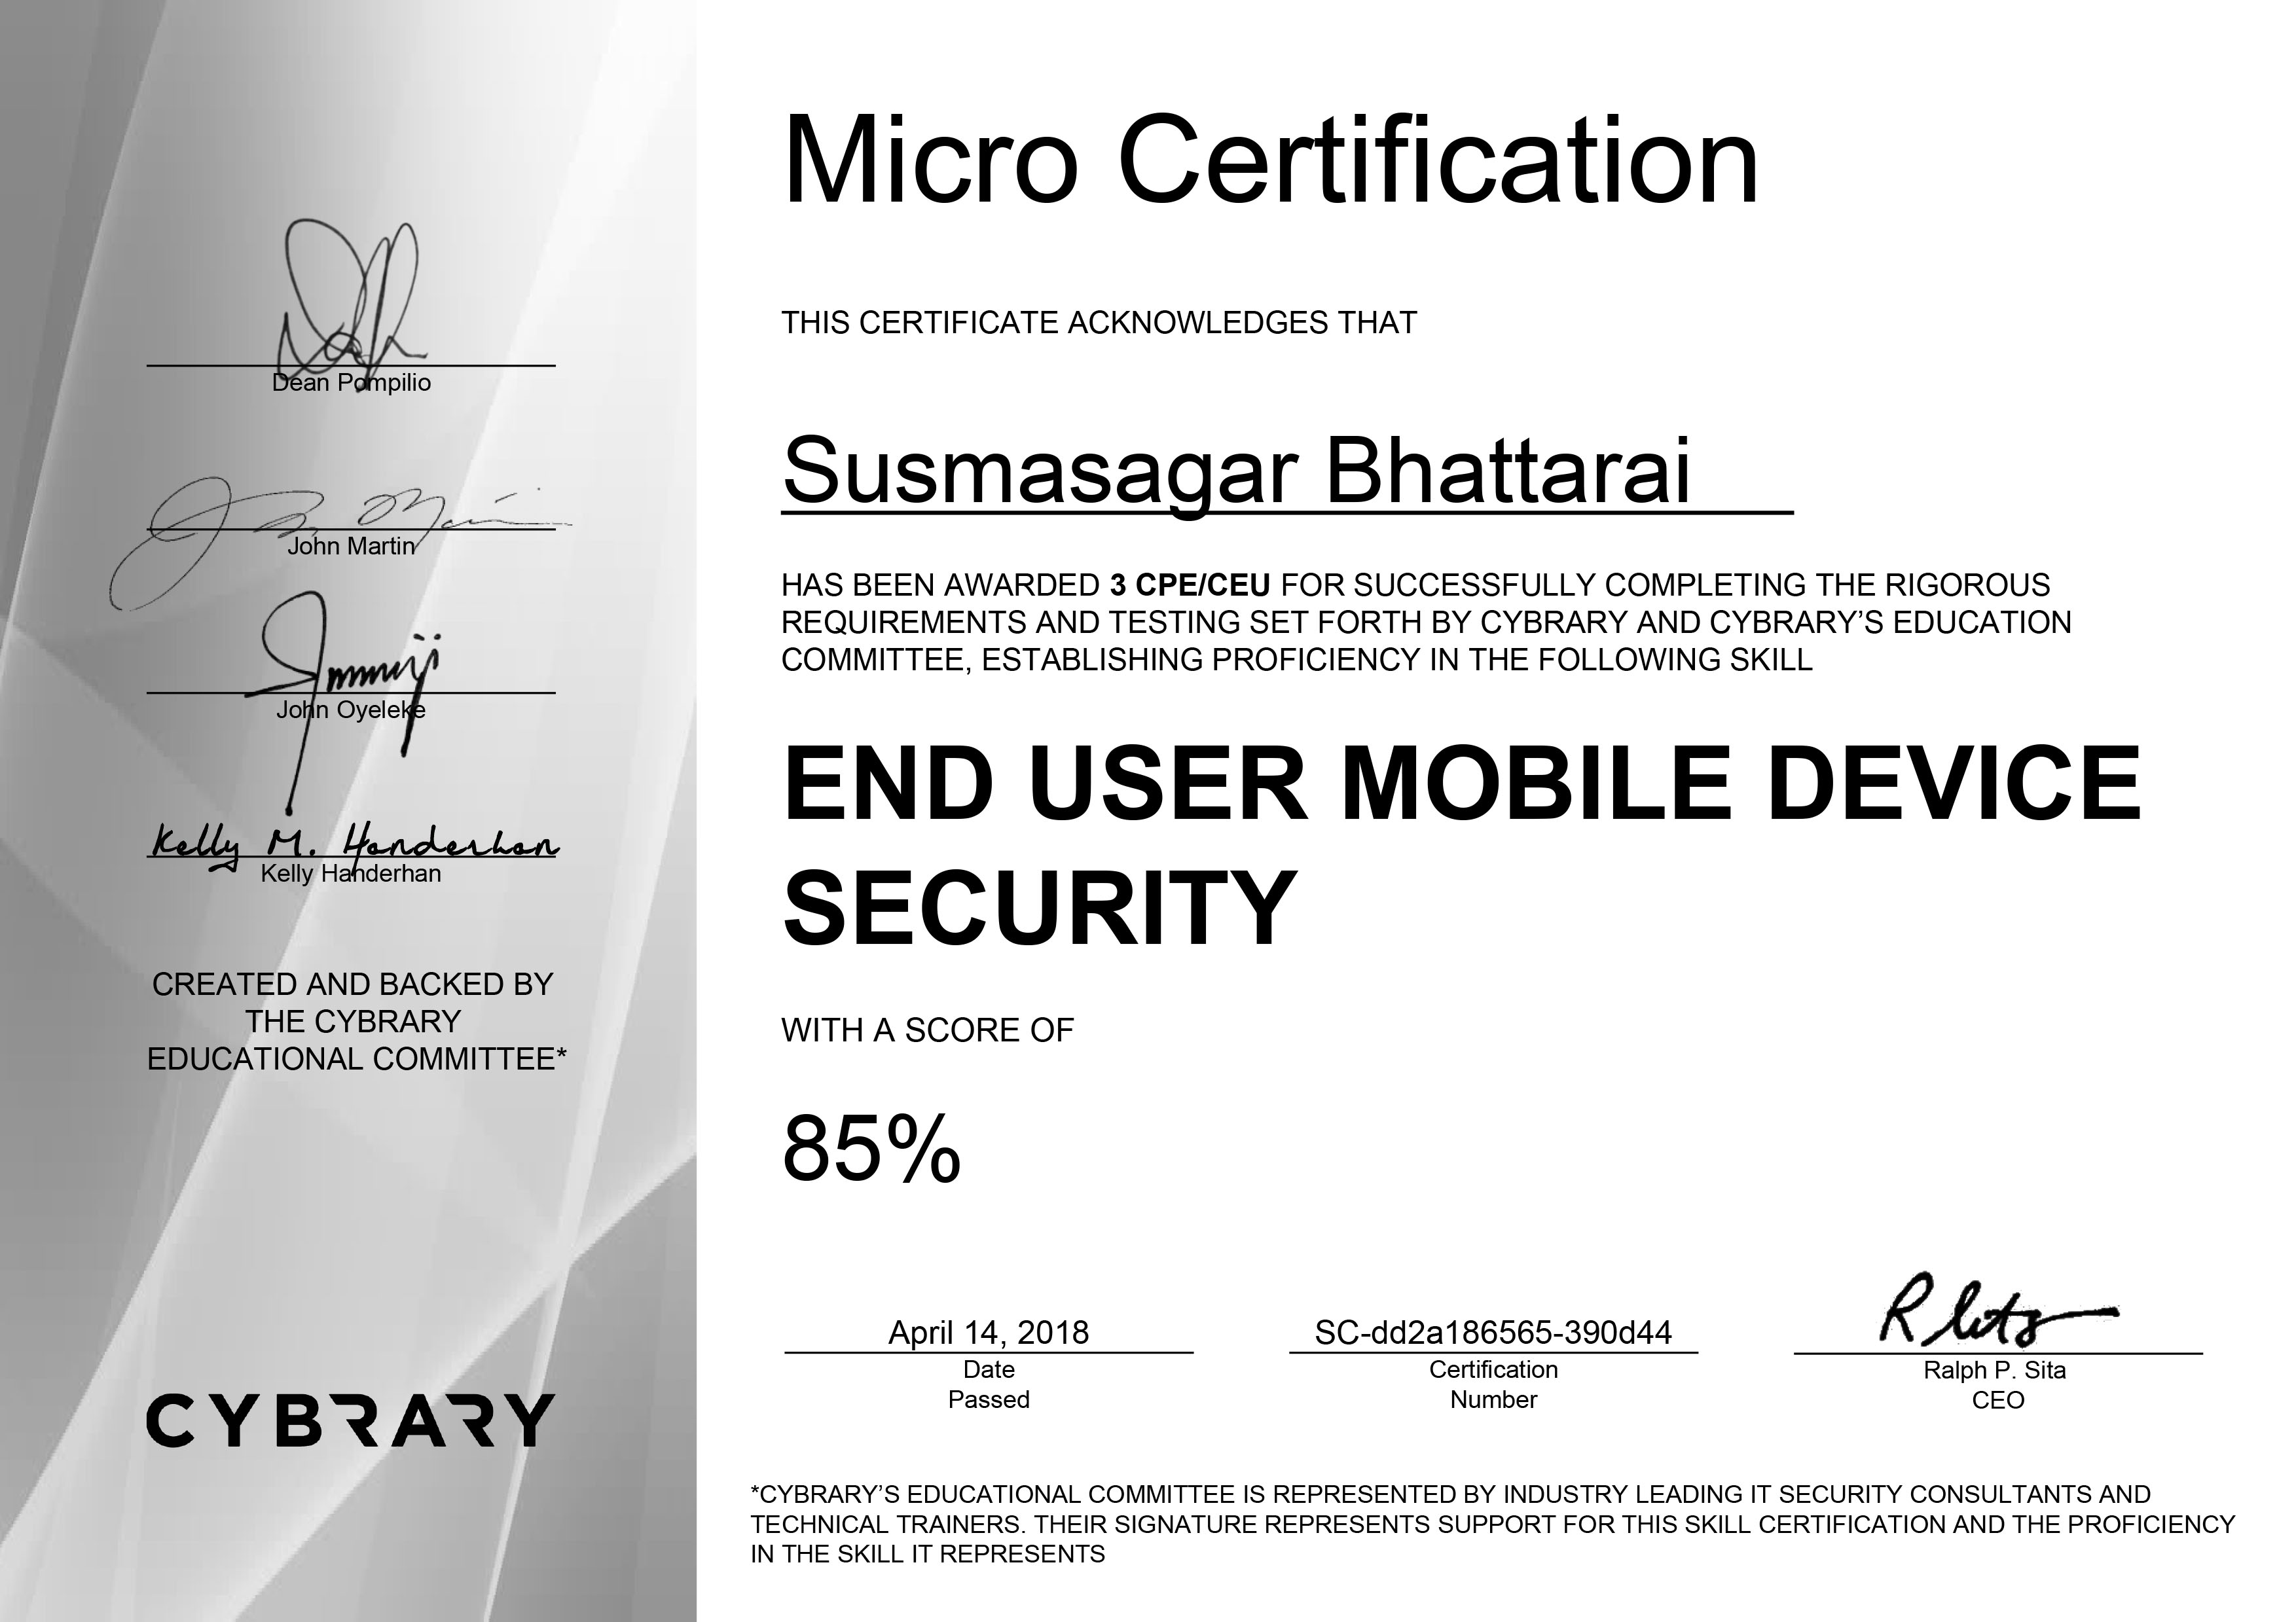 Dean Pompilio
John Martin
John Oyeleke
Kelly M. Handerhan
Kelly Handerhan
CREATED AND BACKED BY
THE CYBRARY
EDUCATIONAL COMMITTEE*
CYBRARY
Micro Certification
THIS CERTIFICATE ACKNOWLEDGES THAT
Susmasagar Bhattarai
HAS BEEN AWARDED 3 CPE/CEU FOR SUCCESSFULLY COMPLETING THE RIGOROUS
REQUIREMENTS AND TESTING SET FORTH BY CYBRARY AND CYBRARY’S EDUCATION
COMMITTEE, ESTABLISHING PROFICIENCY IN THE FOLLOWING SKILL
END USER MOBILE DEVICE
SECURITY
WITH A SCORE OF
85%
April 14, 2018
Date
Passed
SC-dd2a186565-390d44
Certification
Number
Ralph P. Sita
CEO
*CYBRARY’S EDUCATIONAL COMMITTEE IS REPRESENTED BY INDUSTRY LEADING IT SECURITY CONSULTANTS AND
TECHNICAL TRAINERS. THEIR SIGNATURE REPRESENTS SUPPORT FOR THIS SKILL CERTIFICATION AND THE PROFICIENCY
IN THE SKILL IT REPRESENTS